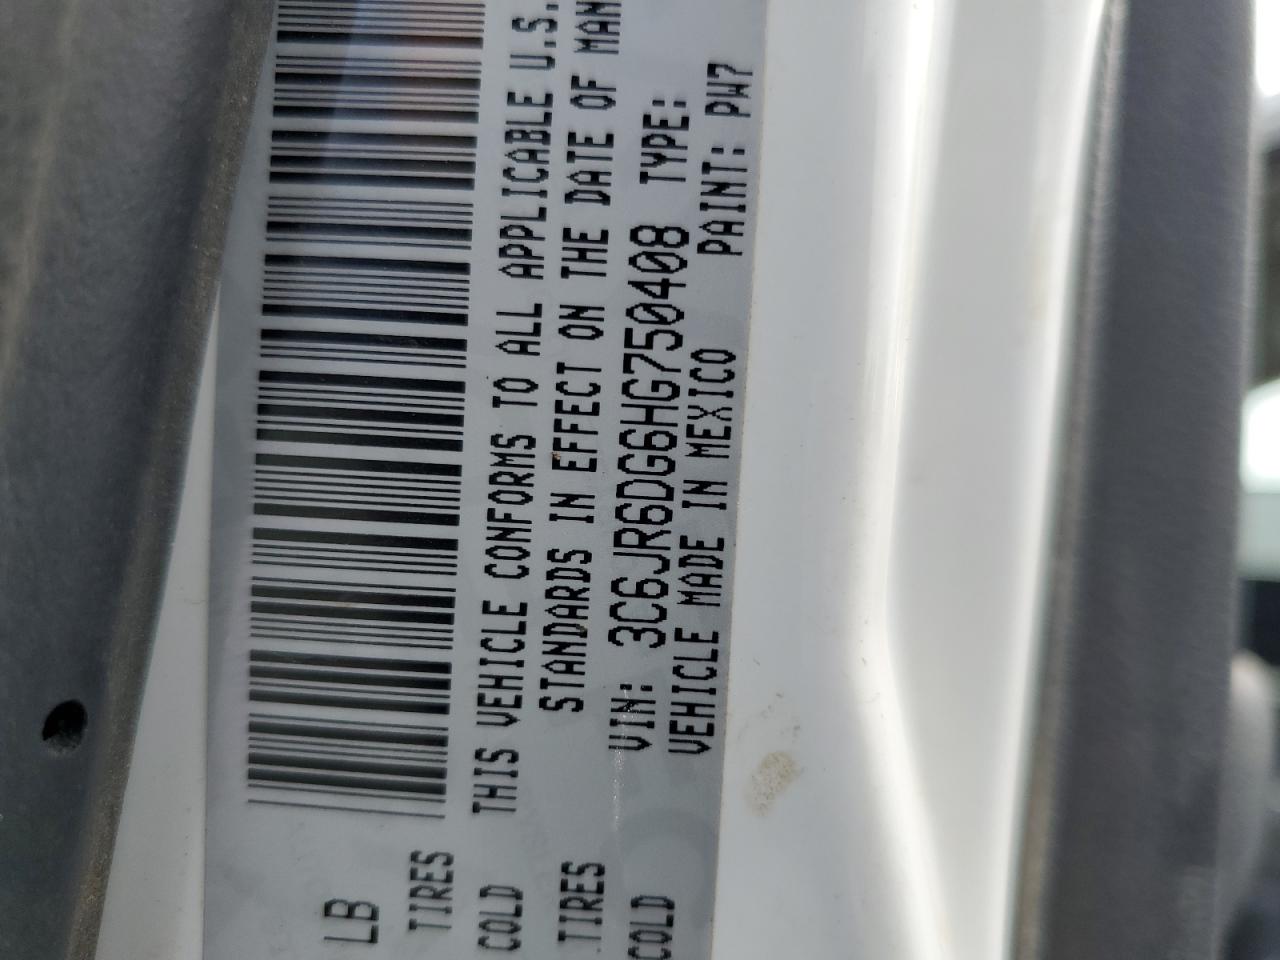 LB
TIRES
COLD
THIS VEHICLE CONFORMS TO ALL APPLICABLE U.S.
STANDARDS IN EFFECT ON THE DATE OF MAN
TIRES
COLD
VIN: 3C6JR6DG6HG750408 TYPE:
VEHICLE MADE IN MEXICO PAINT: PW7